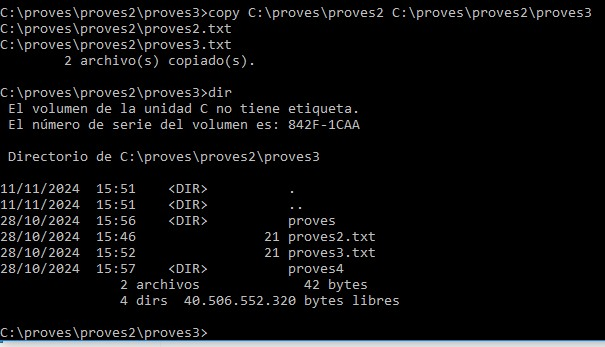 C:\proves\proves2\proves3>copy C:\proves\proves2 C:\proves\proves2\proves3
C:\proves\proves2\proves2.txt
C:\proves\proves2\proves3.txt
        2 archivo(s) copiado(s).

C:\proves\proves2\proves3>dir
 El volumen de la unidad C no tiene etiqueta.
 El número de serie del volumen es: 842F-1CAA

 Directorio de C:\proves\proves2\proves3

11/11/2024  15:51    <DIR>          .
11/11/2024  15:51    <DIR>          ..
28/10/2024  15:56    <DIR>          proves
28/10/2024  15:46                21 proves2.txt
28/10/2024  15:52                21 proves3.txt
28/10/2024  15:57    <DIR>          proves4
               2 archivos             42 bytes
               4 dirs  40.506.552.320 bytes libres

C:\proves\proves2\proves3>